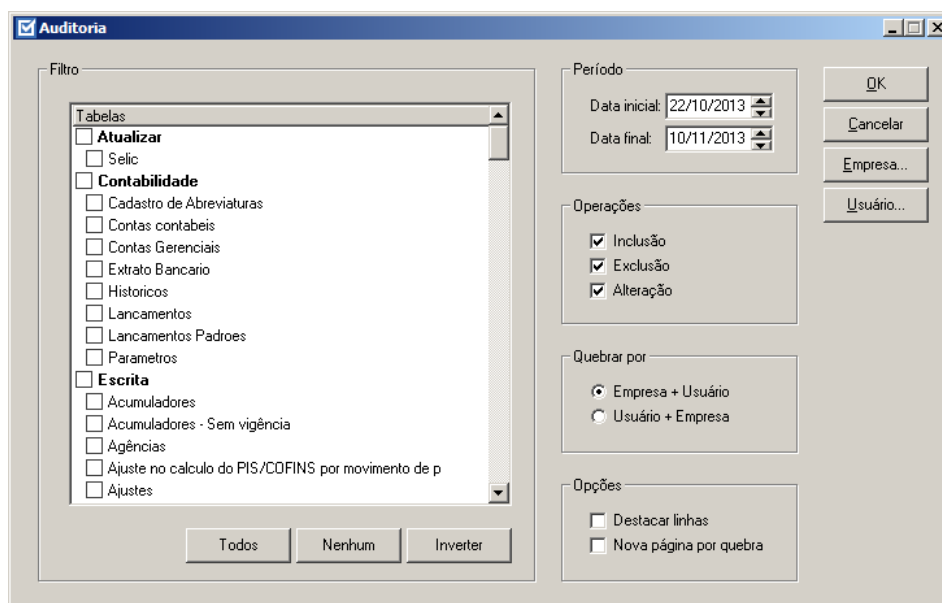 Auditoria
Filtro
Tabelas
Atualizar
Selic
Contabilidade
Cadastro de Abreviaturas
Contas contabeis
Contas Gerenciais
Extrato Bancario
Historicos
Lancamentos
Lancamentos Padroes
Parametros
Escrita
Acumuladores
Acumuladores - Sem vigência
Agências
Ajuste no calculo do PIS/COFINS por movimento de p
Ajustes
Todos
Nenhum
Inverter
Período
Data inicial: 22/10/2013
Data final: 10/11/2013
Operações
Inclusão
Exclusão
Alteração
Quebrar por
Empresa + Usuário
Usuário + Empresa
Opções
Destacar linhas
Nova página por quebra
OK
Cancelar
Empresa...
Usuário...